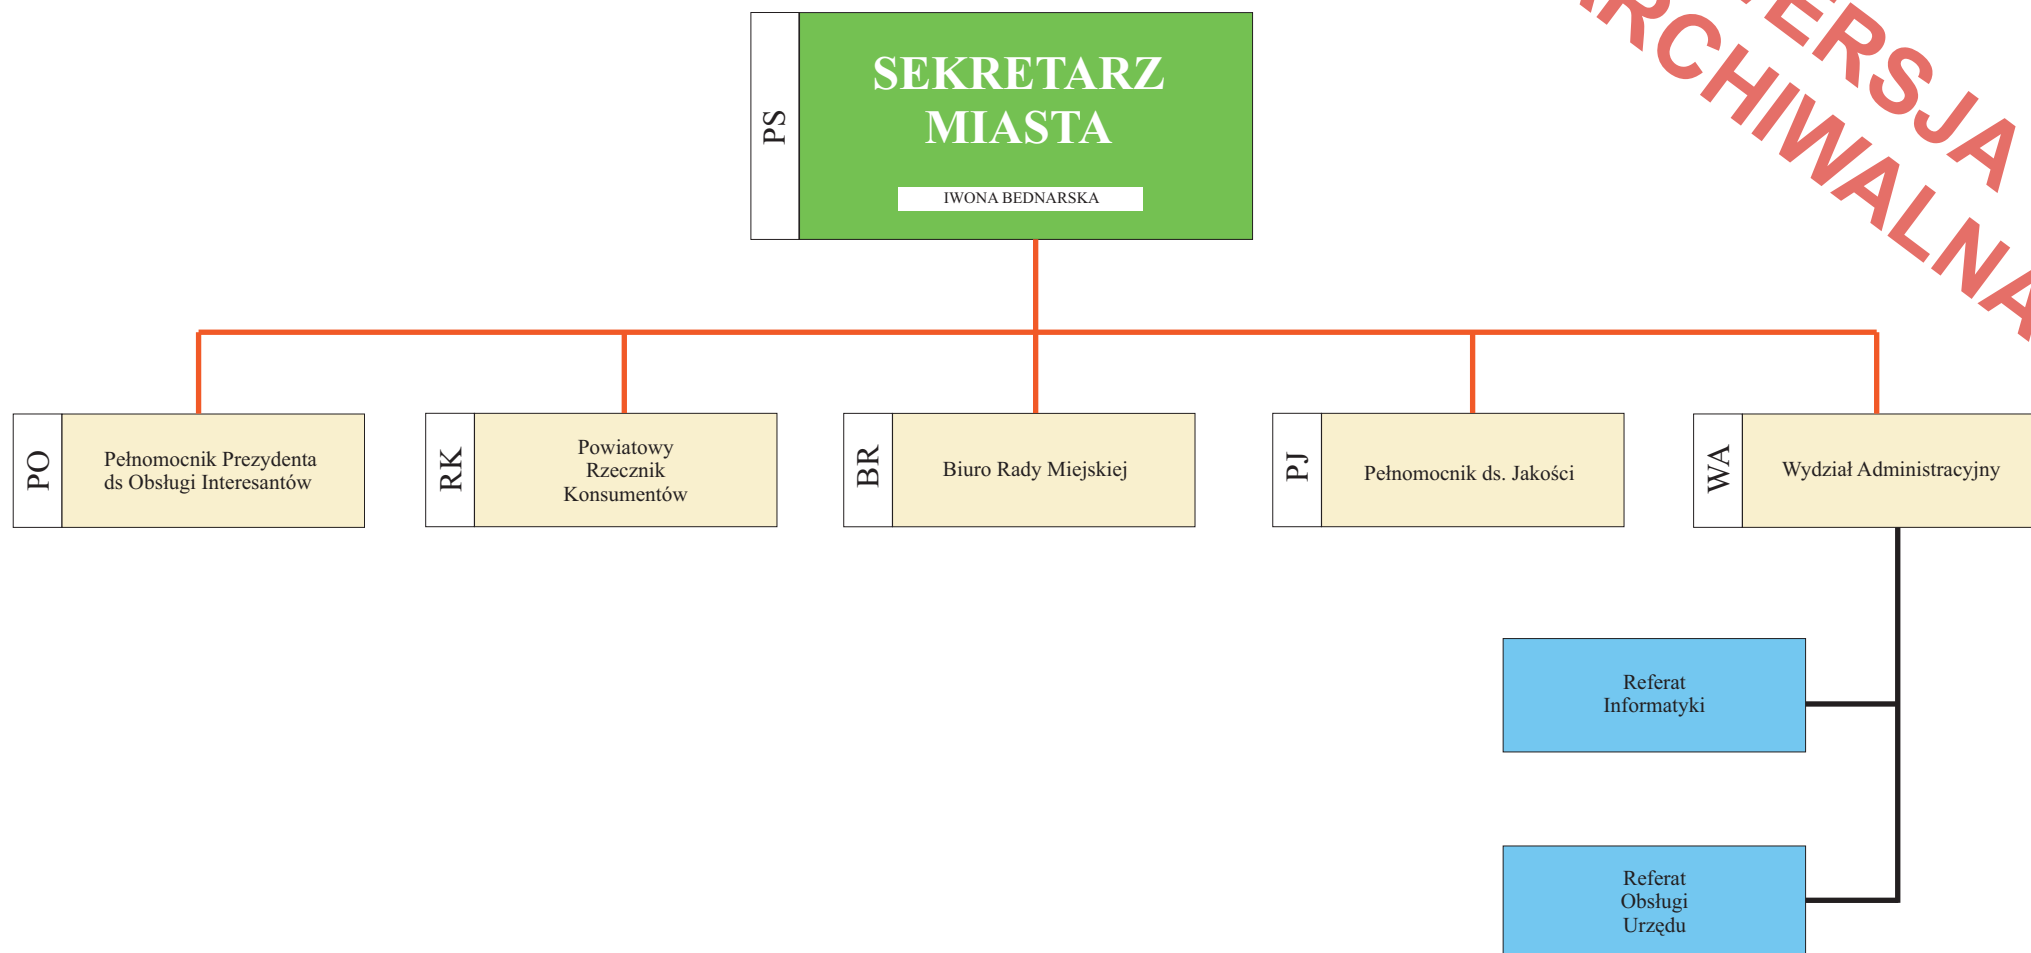 PS
SEKRETARZ
MIASTA
IWONA BEDNARSKA
ARCHIWALNA
PO
Pełnomocnik Prezydenta
ds Obsługi Interesantów
RK
Powiatowy
Rzecznik
Konsumentów
BR
Biuro Rady Miejskiej
PJ
Pełnomocnik ds. Jakości
WA
Wydział Administracyjny
Referat
Informatyki
Referat
Obsługi
Urzędu